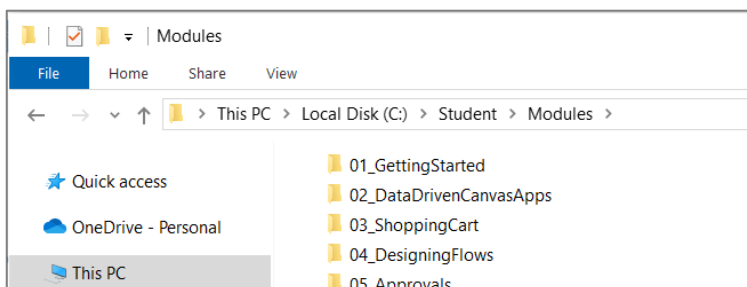 Modules
File Home Share View
This PC > Local Disk (C:) > Student > Modules >
Quick access
OneDrive - Personal
This PC
01_GettingStarted
02_DataDrivenCanvasApps
03_ShoppingCart
04_DesigningFlows
05_Approvals